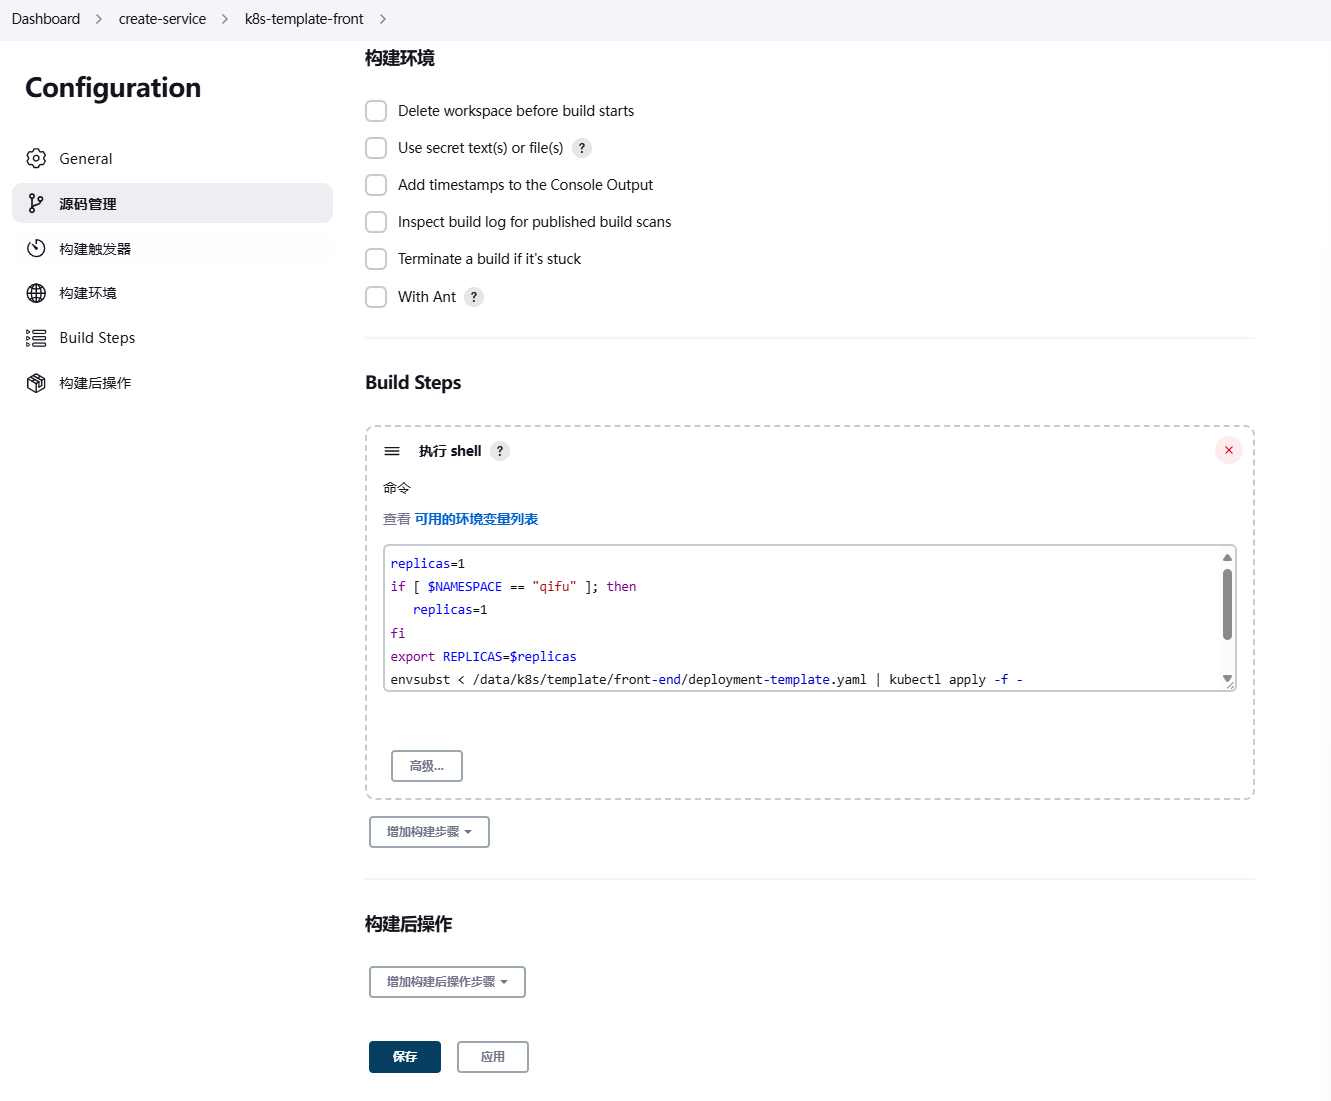 Dashboard > create-service > k8s-template-front >
Configuration
General
源码管理
构建触发器
构建环境
Build Steps
构建后操作
构建环境
Delete workspace before build starts
Use secret text(s) or file(s) ?
Add timestamps to the Console Output
Inspect build log for published build scans
Terminate a build if it's stuck
With Ant ?
Build Steps
执行 shell ?
命令
查看 可用的环境变量列表
replicas=1
if [ $NAMESPACE == "qifu" ]; then
replicas=1
fi
export REPLICAS=$replicas
envsubst < /data/k8s/template/front-end/deployment-template.yaml | kubectl apply -f -
高级...
增加构建步骤
构建后操作
增加构建后操作步骤
保存 应用